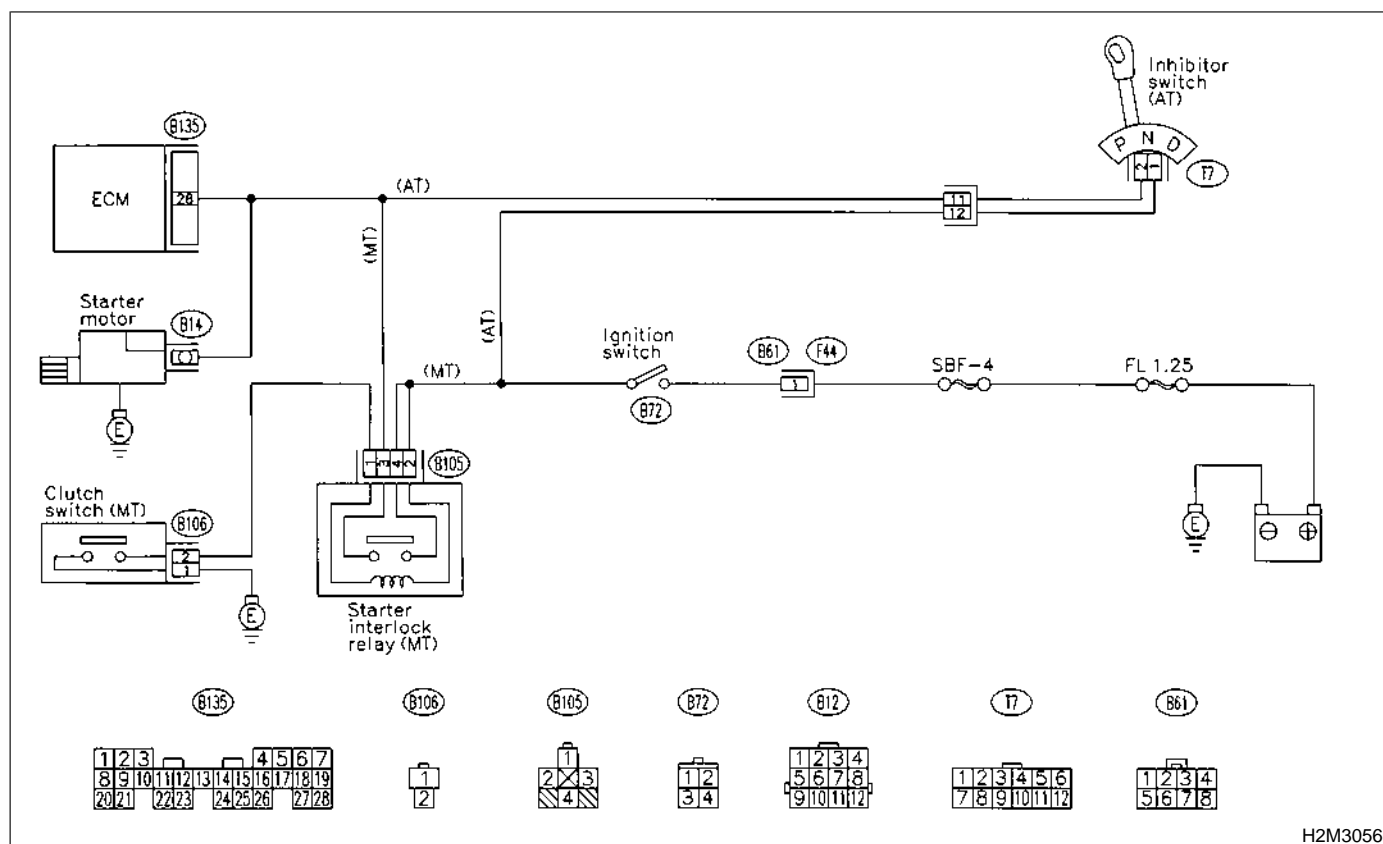 Inhibitor
switch
(AT)
P N D
2 1
T7
B135
ECM
28
(AT)
11
12
(MT)
(AT)
Starter
motor
B14
E
Ignition
switch
B72
B61
F44
1
SBF-4
FL 1.25
(MT)
1 3 4 2
B105
E
Clutch
switch (MT)
B106
2
1
E
Starter
interlock
relay (MT)
B135 B106 B105 B72 B12 T7 B61
1 2 3 4 5 6 7
8 9 10 11 12 13 14 15 16 17 18 19
20 21 22 23 24 25 26 27 28
1
2
1
2 3
4
1 2
3 4
1 2 3 4
5 6 7 8
9 10 11 12
1 2 3 4 5 6
7 8 9 10 11 12
1 2 3 4
5 6 7 8
H2M3056